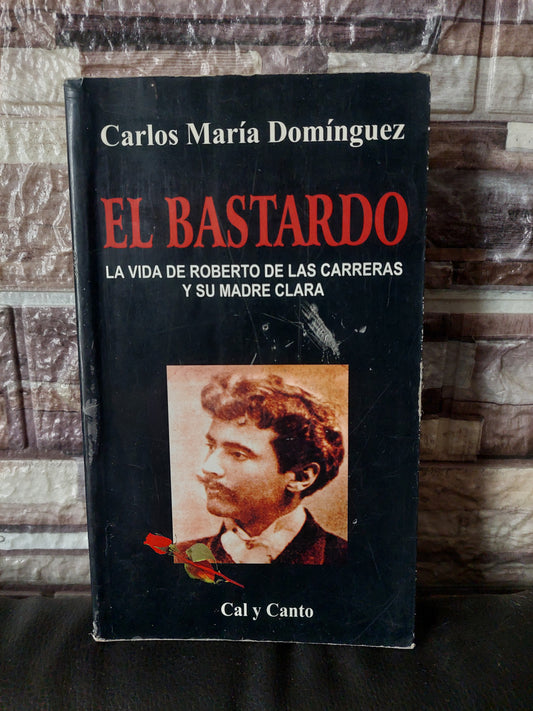 Carlos María Domínguez
EL BASTARDO
LA VIDA DE ROBERTO DE LAS CARRERAS
Y SU MADRE CLARA
Cal y Canto